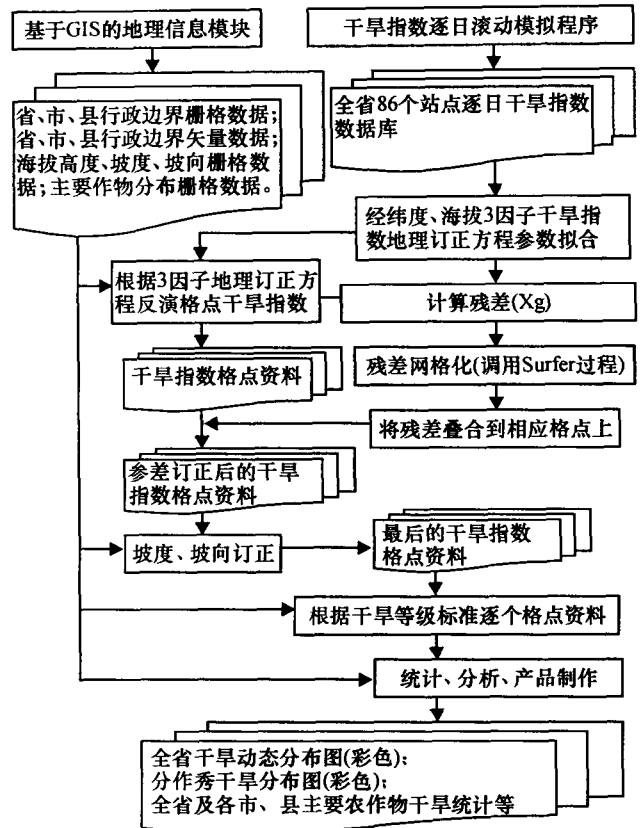 基于GIS的地理信息模块
干旱指数逐日滚动模拟程序
省、市、县行政边界栅格数据;
省、市、县行政边界矢量数据;
海拔高度、坡度、坡向栅格数
据;主要作物分布栅格数据。
全省86个站点逐日干旱指数
数据库
经纬度、海拔3因子干旱指
数地理订正方程参数拟合
根据3因子地理订正方
程反演格点干旱指数
计算残差(Xg)
干旱指数格点资料
残差网格化(调用Surfer过程)
将残差叠合到相应格点上
参差订正后的干旱
指数格点资料
坡度、坡向订正
最后的干旱指数
格点资料
根据干旱等级标准逐个格点资料
统计、分析、产品制作
全省干旱动态分布图(彩色);
分作秀干旱分布图(彩色);
全省及各市、县主要农作物干旱统计等